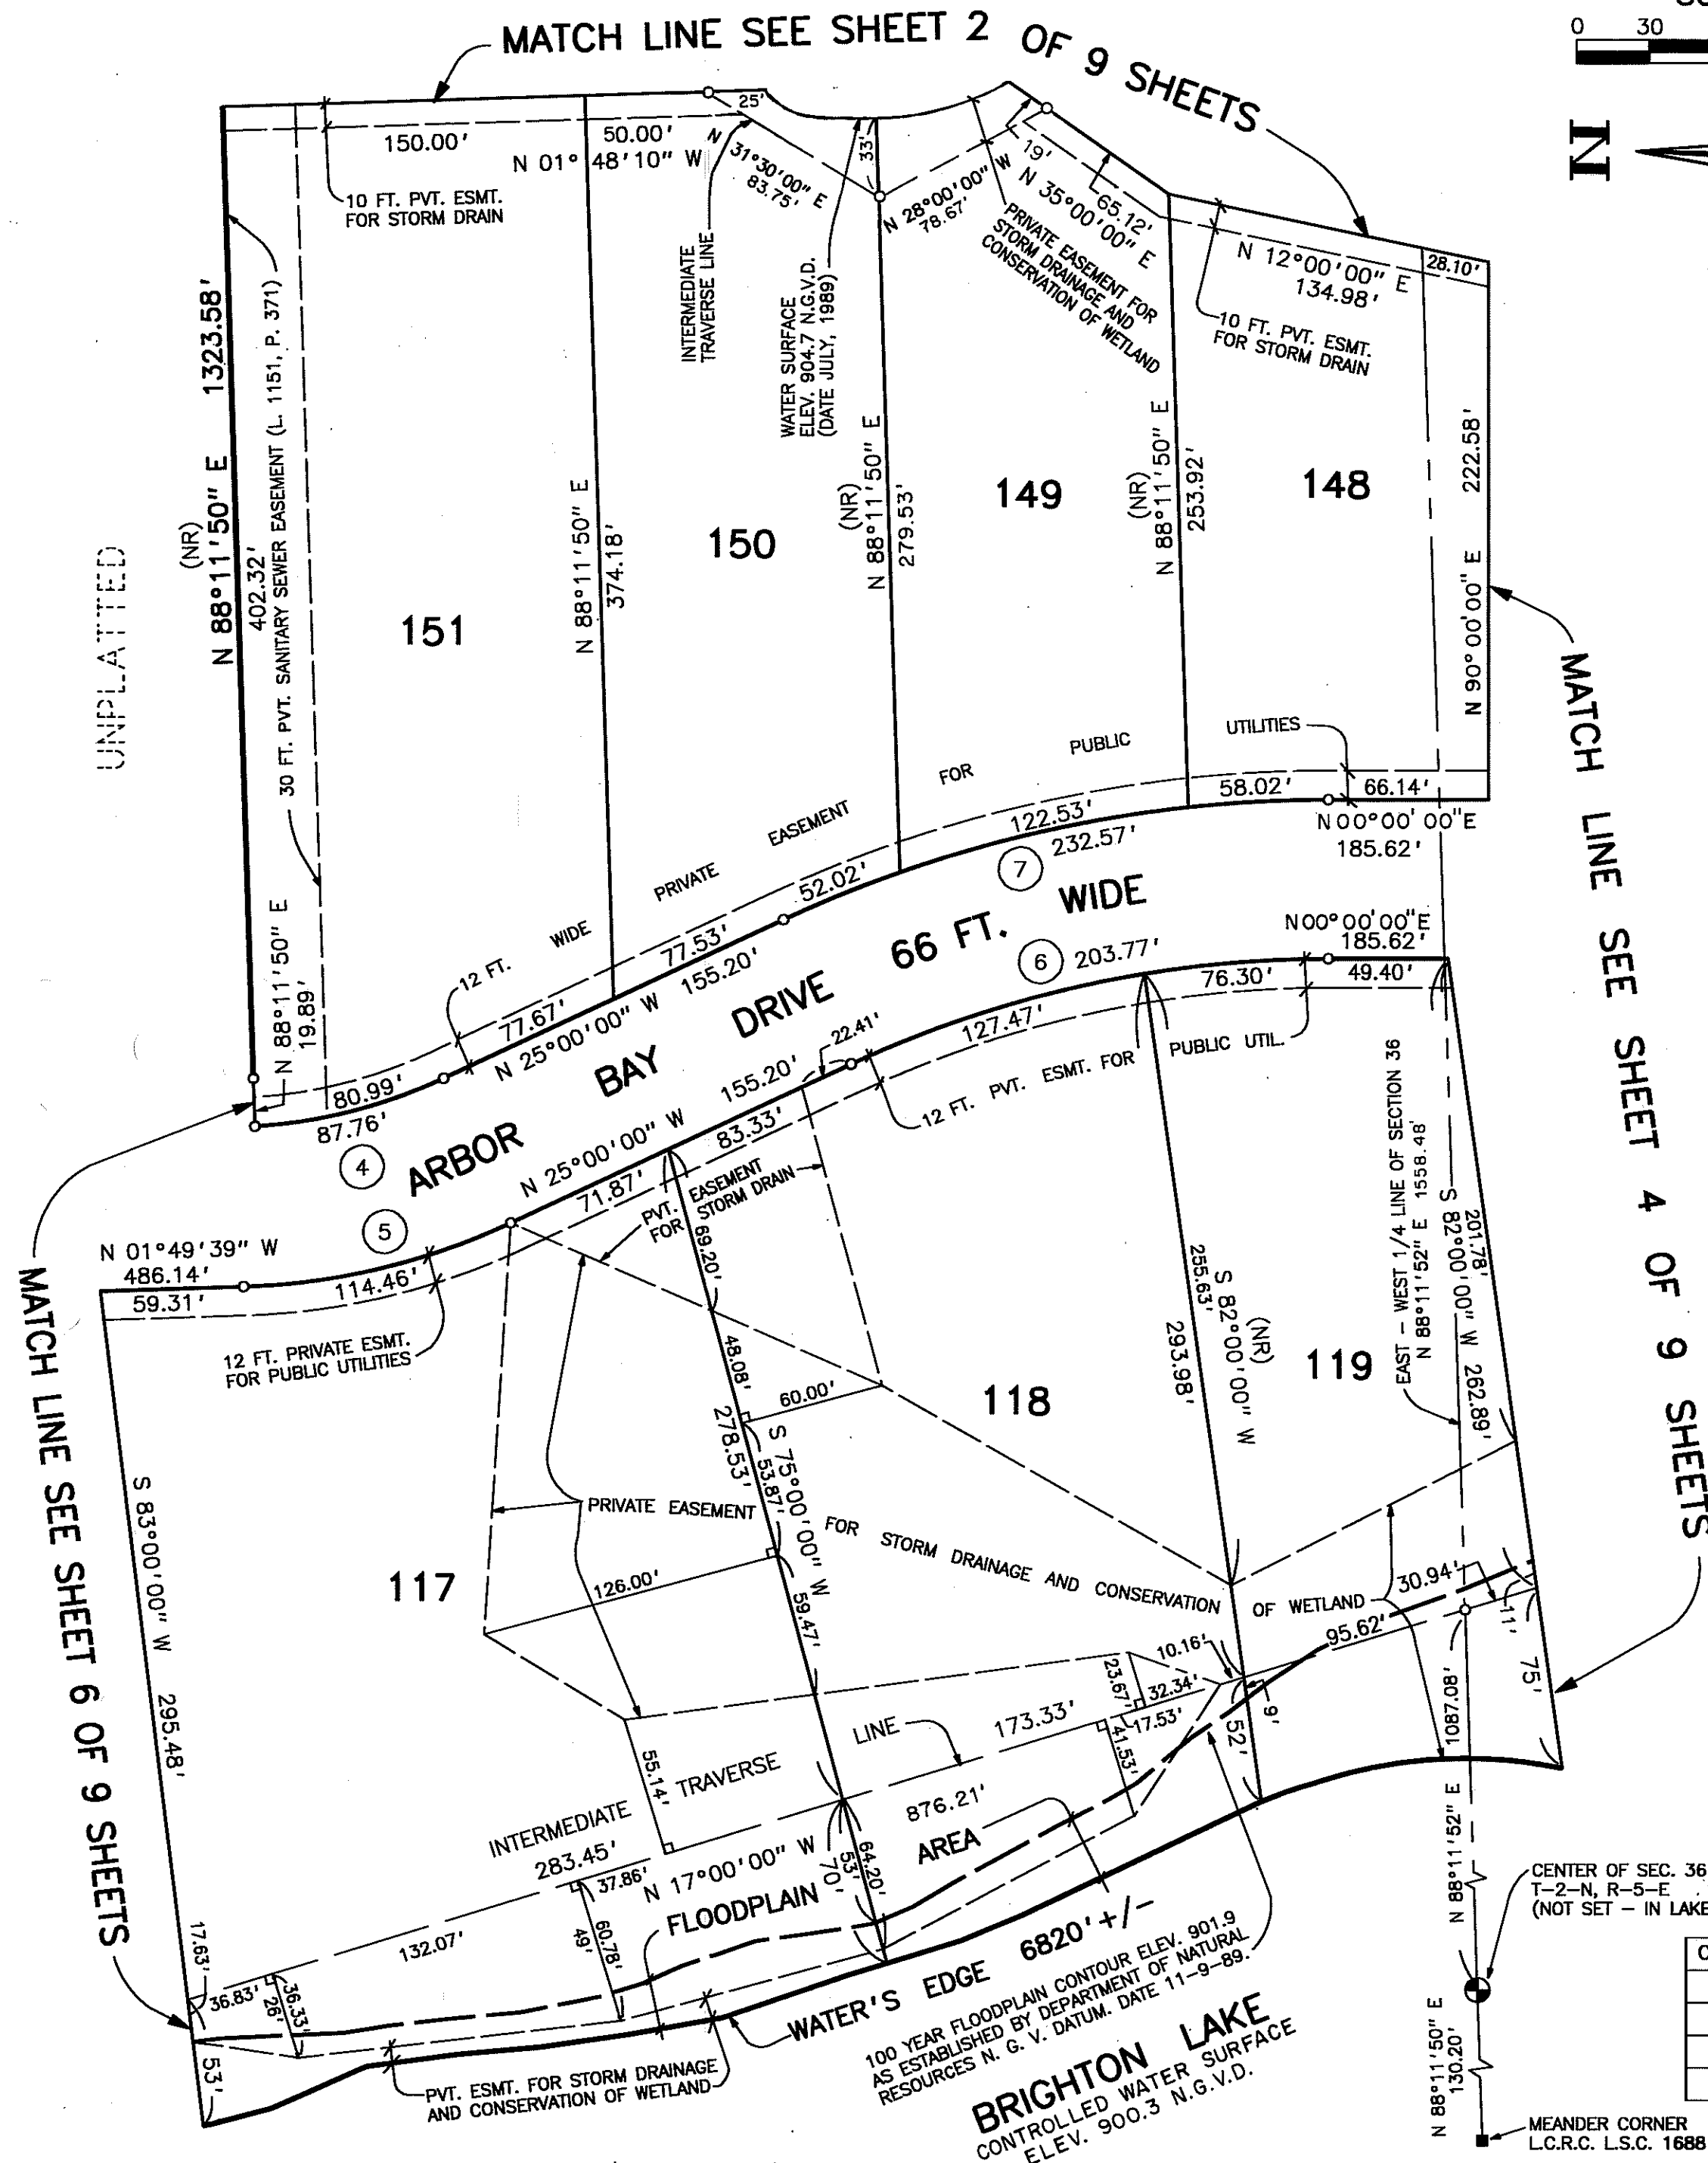 MATCH LINE SEE SHEET 2 OF 9 SHEETS
0 30
N
25'
150.00'
50.00'
N 01° 48'10" W
N 31°30'00" E
83.75'
33'
19'
N 28°00'00" W
78.67'
N 35°00'00" E
65.12'
N 12°00'00" E
134.98'
28.10'
10 FT. PVT. ESMT.
FOR STORM DRAIN
INTERMEDIATE
TRAVERSE LINE
WATER SURFACE
ELEV. 904.7 N.G.V.D.
(DATE JULY, 1989)
PRIVATE EASEMENT FOR
STORM DRAINAGE AND
CONSERVATION OF WETLAND
10 FT. PVT. ESMT.
FOR STORM DRAIN
UNPLATTED
(NR)
N 88°11'50" E 1323.58'
402.32'
30 FT. PVT. SANITARY SEWER EASEMENT (L. 1151, P. 371)
151
N 88°11'50" E
374.18'
150
(NR)
N 88°11'50" E
279.53'
149
(NR)
N 88°11'50" E
253.92'
148
N 90°00'00" E 222.58'
MATCH LINE SEE SHEET 4 OF 9 SHEETS
12 FT. WIDE PRIVATE EASEMENT FOR PUBLIC UTILITIES
58.02'
66.14'
N 00°00'00"E
185.62'
122.53'
232.57'
7
52.02'
77.53'
155.20'
77.67'
N 25°00'00" W
N 88°11'50" E
19.89'
80.99'
87.76'
4
ARBOR BAY DRIVE 66 FT. WIDE
N00°00'00"E
185.62'
49.40'
6
203.77'
76.30'
127.47'
22.41'
155.20'
N 25°00'00" W
83.33'
71.87'
12 FT. PVT. ESMT. FOR PUBLIC UTIL.
5
N 01°49'39" W
486.14'
59.31'
114.46'
12 FT. PRIVATE ESMT.
FOR PUBLIC UTILITIES
MATCH LINE SEE SHEET 6 OF 9 SHEETS
PVT. EASEMENT
FOR STORM DRAIN
69.20'
48.08'
60.00'
278.53'
S 75°00'00" W
53.87'
59.47'
118
255.63'
S 82°00'00" W
(NR)
293.98'
119
EAST - WEST 1/4 LINE OF SECTION 36
N 88°11'52" E 1558.48'
201.78'
S 82°00'00" W 262.89'
S 83°00'00" W 295.48'
117
PRIVATE EASEMENT FOR STORM DRAINAGE AND CONSERVATION OF WETLAND
126.00'
30.94'
11'
95.62'
75'
10.16'
23.67'
32.34'
17.53'
9'
52'
41.53'
1087.08'
173.33'
INTERMEDIATE TRAVERSE LINE
283.45'
55.14'
876.21'
N 17°00'00" W
37.86'
64.20'
53'
70'
FLOODPLAIN AREA
132.07'
60.78'
49'
17.63'
36.83'
36.33'
26'
53'
WATER'S EDGE 6820'+/-
100 YEAR FLOODPLAIN CONTOUR ELEV. 901.9
AS ESTABLISHED BY DEPARTMENT OF NATURAL
RESOURCES N. G. V. DATUM. DATE 11-9-89.
PVT. ESMT. FOR STORM DRAINAGE
AND CONSERVATION OF WETLAND
BRIGHTON LAKE
CONTROLLED WATER SURFACE
ELEV. 900.3 N.G.V.D.
N 88°11'52" E
CENTER OF SEC. 36
T-2-N, R-5-E
(NOT SET - IN LAKE
C
N 88°11'50" E
130.20'
MEANDER CORNER
L.C.R.C. L.S.C. 1688